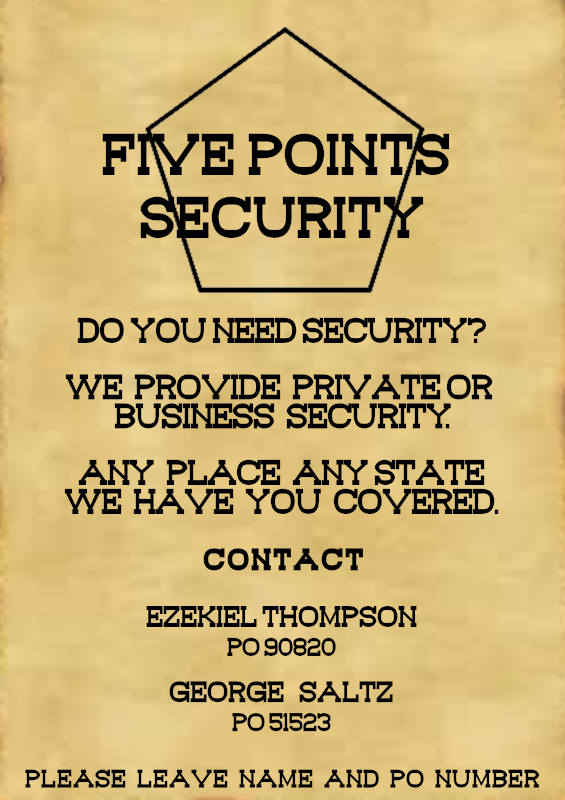 FIVE POINTS
SECURITY
DO YOU NEED SECURITY?
WE PROVIDE PRIVATE OR
BUSINESS SECURITY.
ANY PLACE ANY STATE
WE HAVE YOU COVERED.
CONTACT
EZEKIEL THOMPSON
PO 90820
GEORGE SALTZ
PO 51523
PLEASE LEAVE NAME AND PO NUMBER